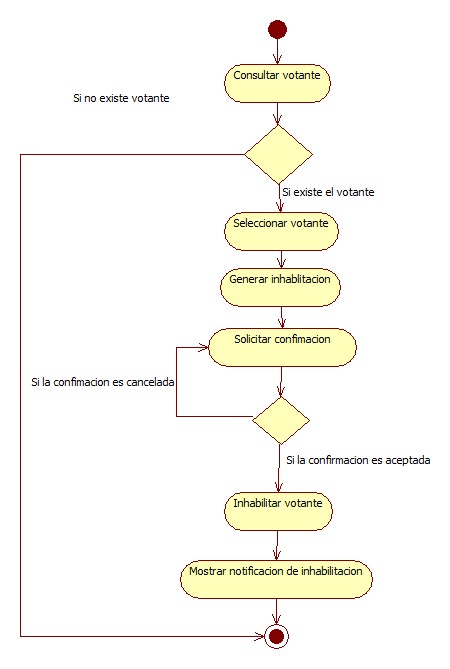 Consultar votante
Si no existe votante
Si existe el votante
Seleccionar votante
Generar inhablitacion
Solicitar confimacion
Si la confimacion es cancelada
Si la confirmacion es aceptada
Inhabilitar votante
Mostrar notificacion de inhabilitacion